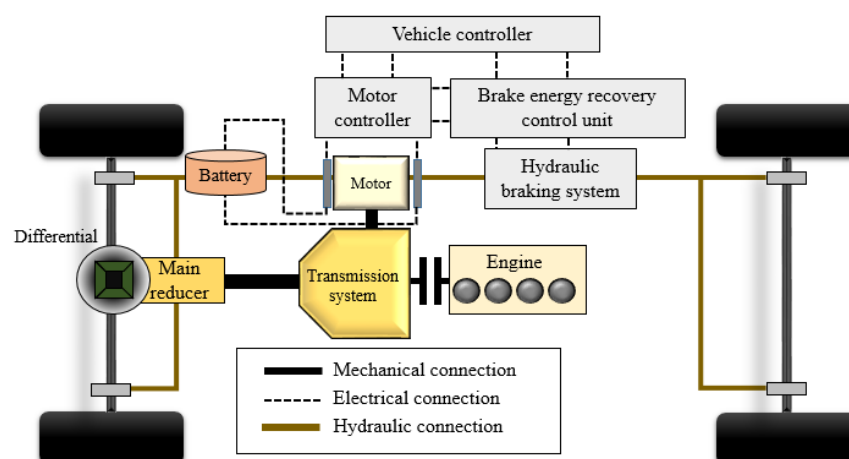 Vehicle controller
Motor
controller
Brake energy recovery
control unit
Battery
Motor
Hydraulic
braking system
Differential
Main
reducer
Transmission
system
Engine
Mechanical connection
Electrical connection
Hydraulic connection